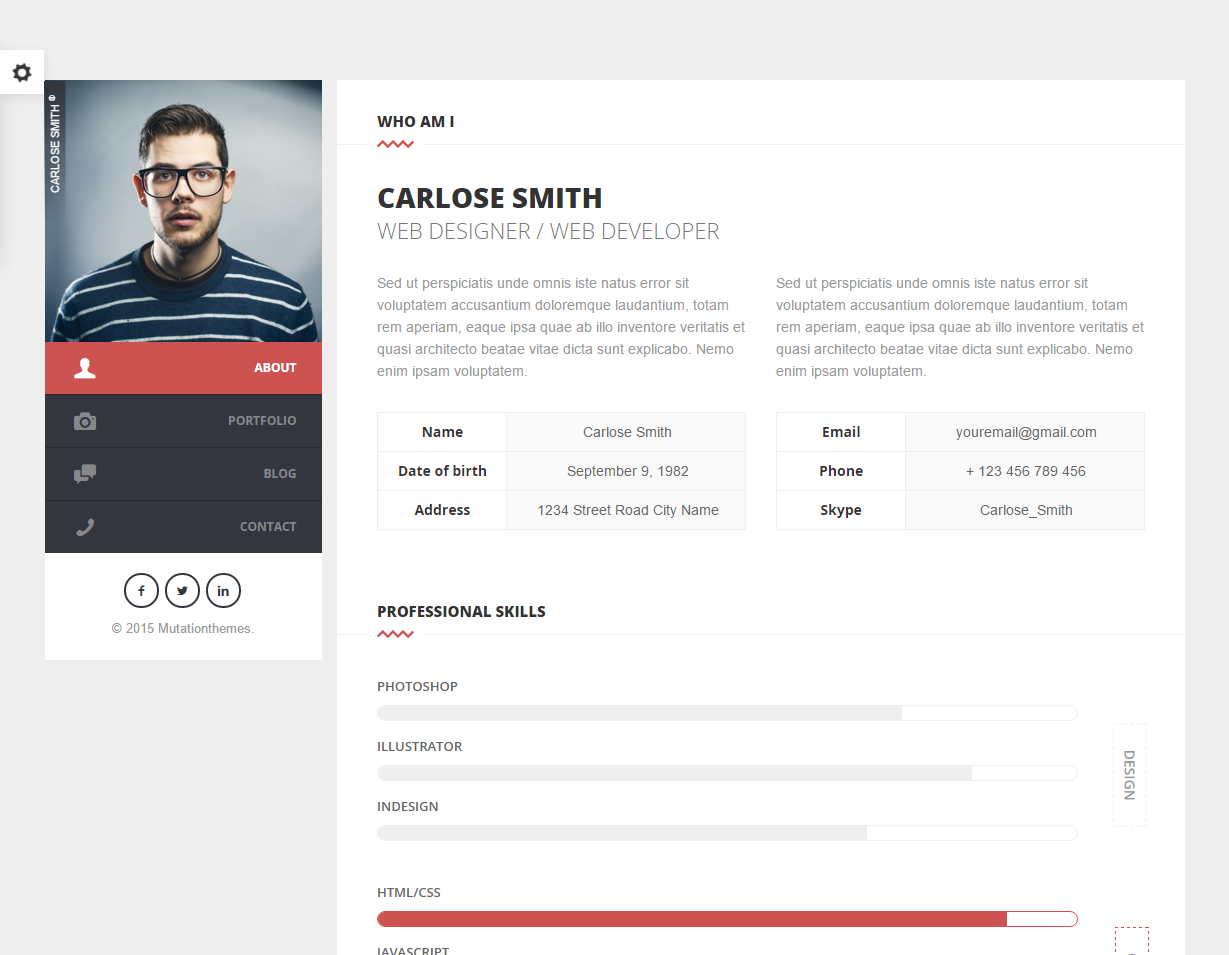 CARLOSE SMITH ®
ABOUT
PORTFOLIO
BLOG
CONTACT
© 2015 Mutationthemes.
WHO AM I
CARLOSE SMITH
WEB DESIGNER / WEB DEVELOPER
Sed ut perspiciatis unde omnis iste natus error sit
voluptatem accusantium doloremque laudantium, totam
rem aperiam, eaque ipsa quae ab illo inventore veritatis et
quasi architecto beatae vitae dicta sunt explicabo. Nemo
enim ipsam voluptatem.
Sed ut perspiciatis unde omnis iste natus error sit
voluptatem accusantium doloremque laudantium, totam
rem aperiam, eaque ipsa quae ab illo inventore veritatis et
quasi architecto beatae vitae dicta sunt explicabo. Nemo
enim ipsam voluptatem.
Name Carlose Smith
Date of birth September 9, 1982
Address 1234 Street Road City Name
Email youremail@gmail.com
Phone + 123 456 789 456
Skype Carlose_Smith
PROFESSIONAL SKILLS
PHOTOSHOP
ILLUSTRATOR
INDESIGN
DESIGN
HTML/CSS
JAVASCRIPT